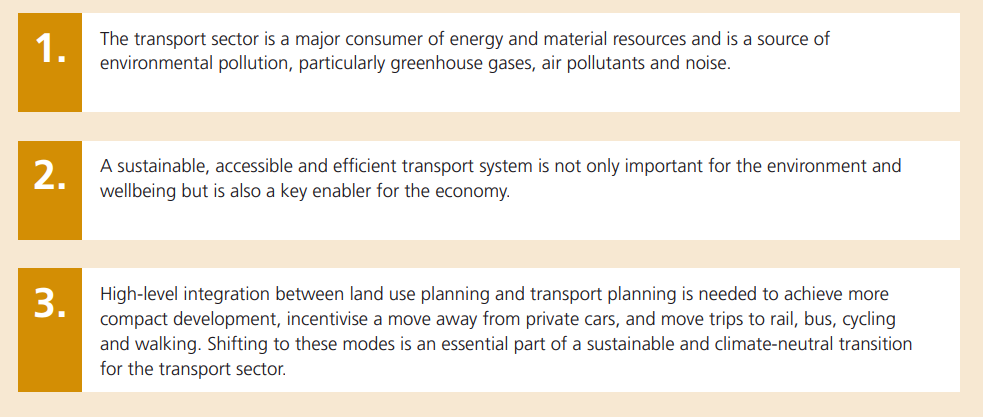 1.
The transport sector is a major consumer of energy and material resources and is a source of
environmental pollution, particularly greenhouse gases, air pollutants and noise.
2.
A sustainable, accessible and efficient transport system is not only important for the environment and
wellbeing but is also a key enabler for the economy.
3.
High-level integration between land use planning and transport planning is needed to achieve more
compact development, incentivise a move away from private cars, and move trips to rail, bus, cycling
and walking. Shifting to these modes is an essential part of a sustainable and climate-neutral transition
for the transport sector.